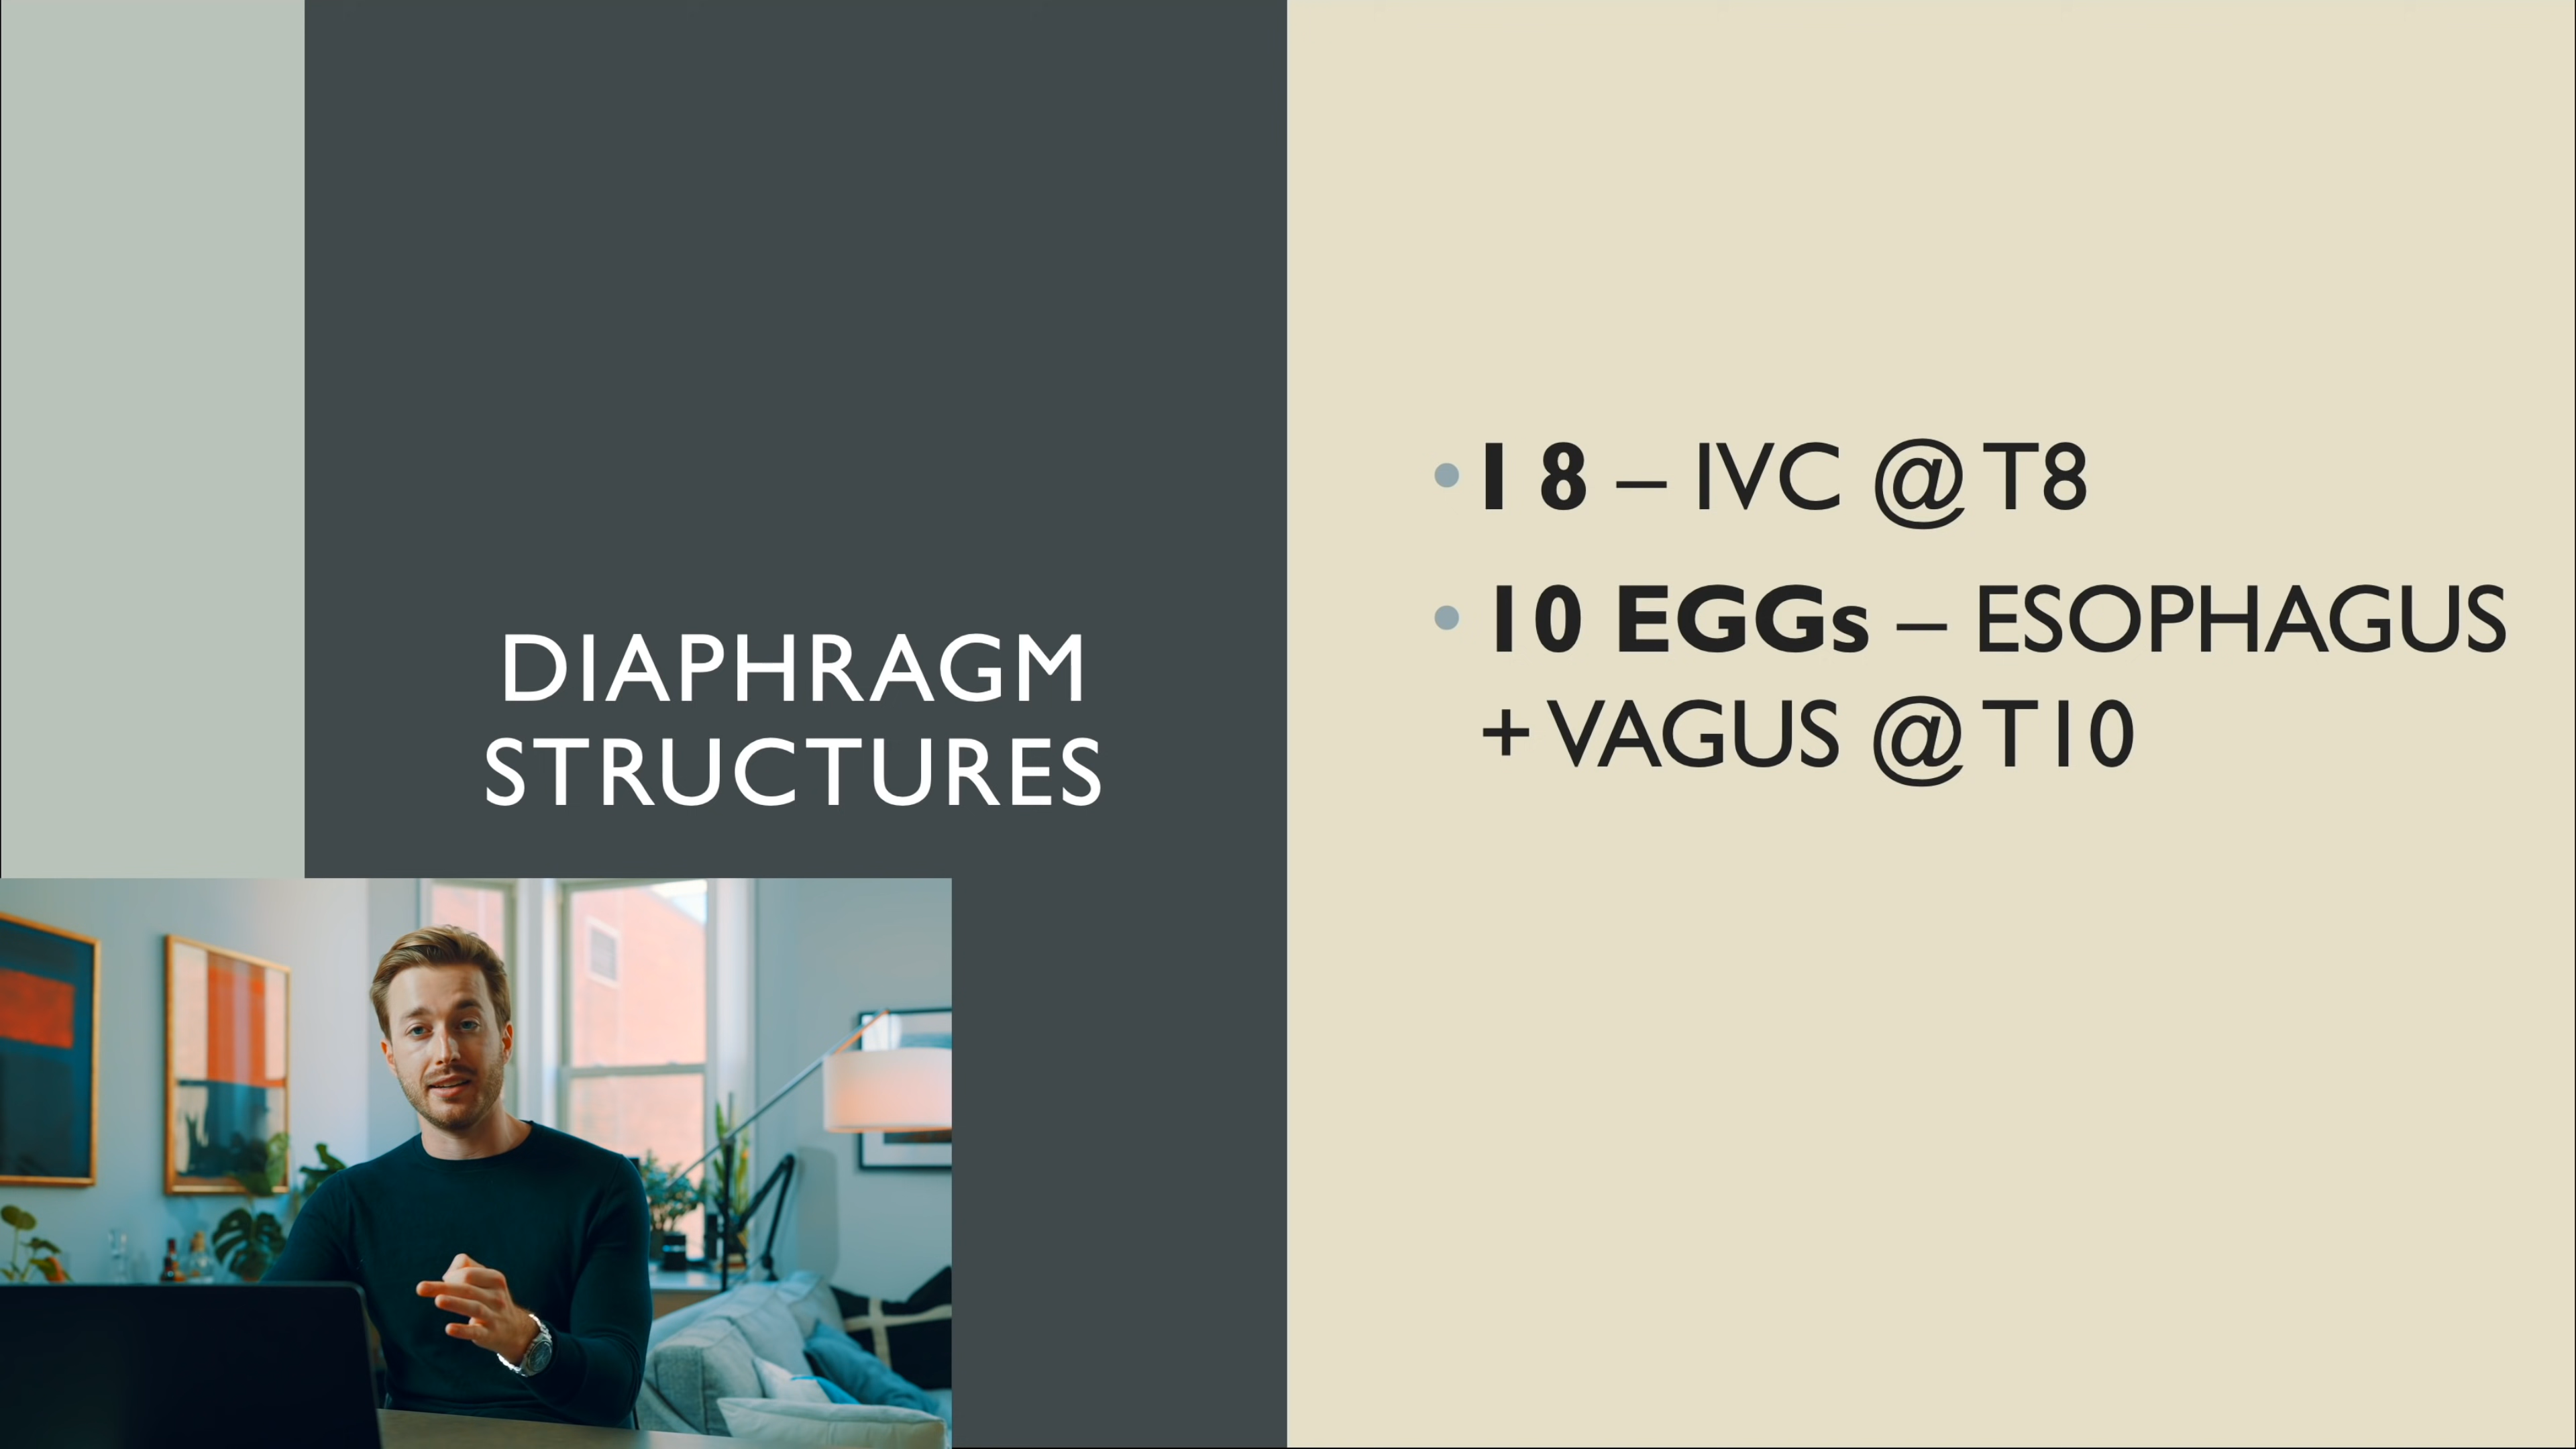 DIAPHRAGM
STRUCTURES
• I 8 – IVC @ T8
• 10 EGGs – ESOPHAGUS
+ VAGUS @ T10